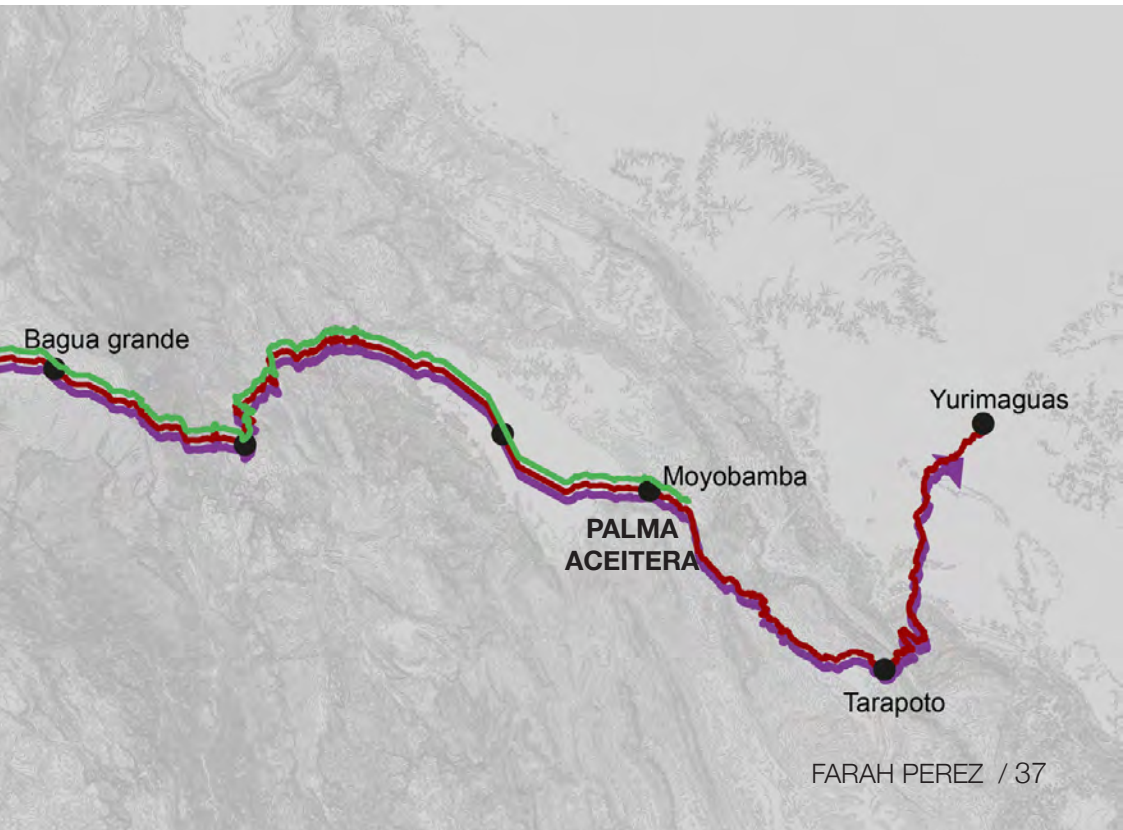 Bagua grande
Yurimaguas
Moyobamba
PALMA
ACEITERA
Tarapoto
FARAH PEREZ / 37